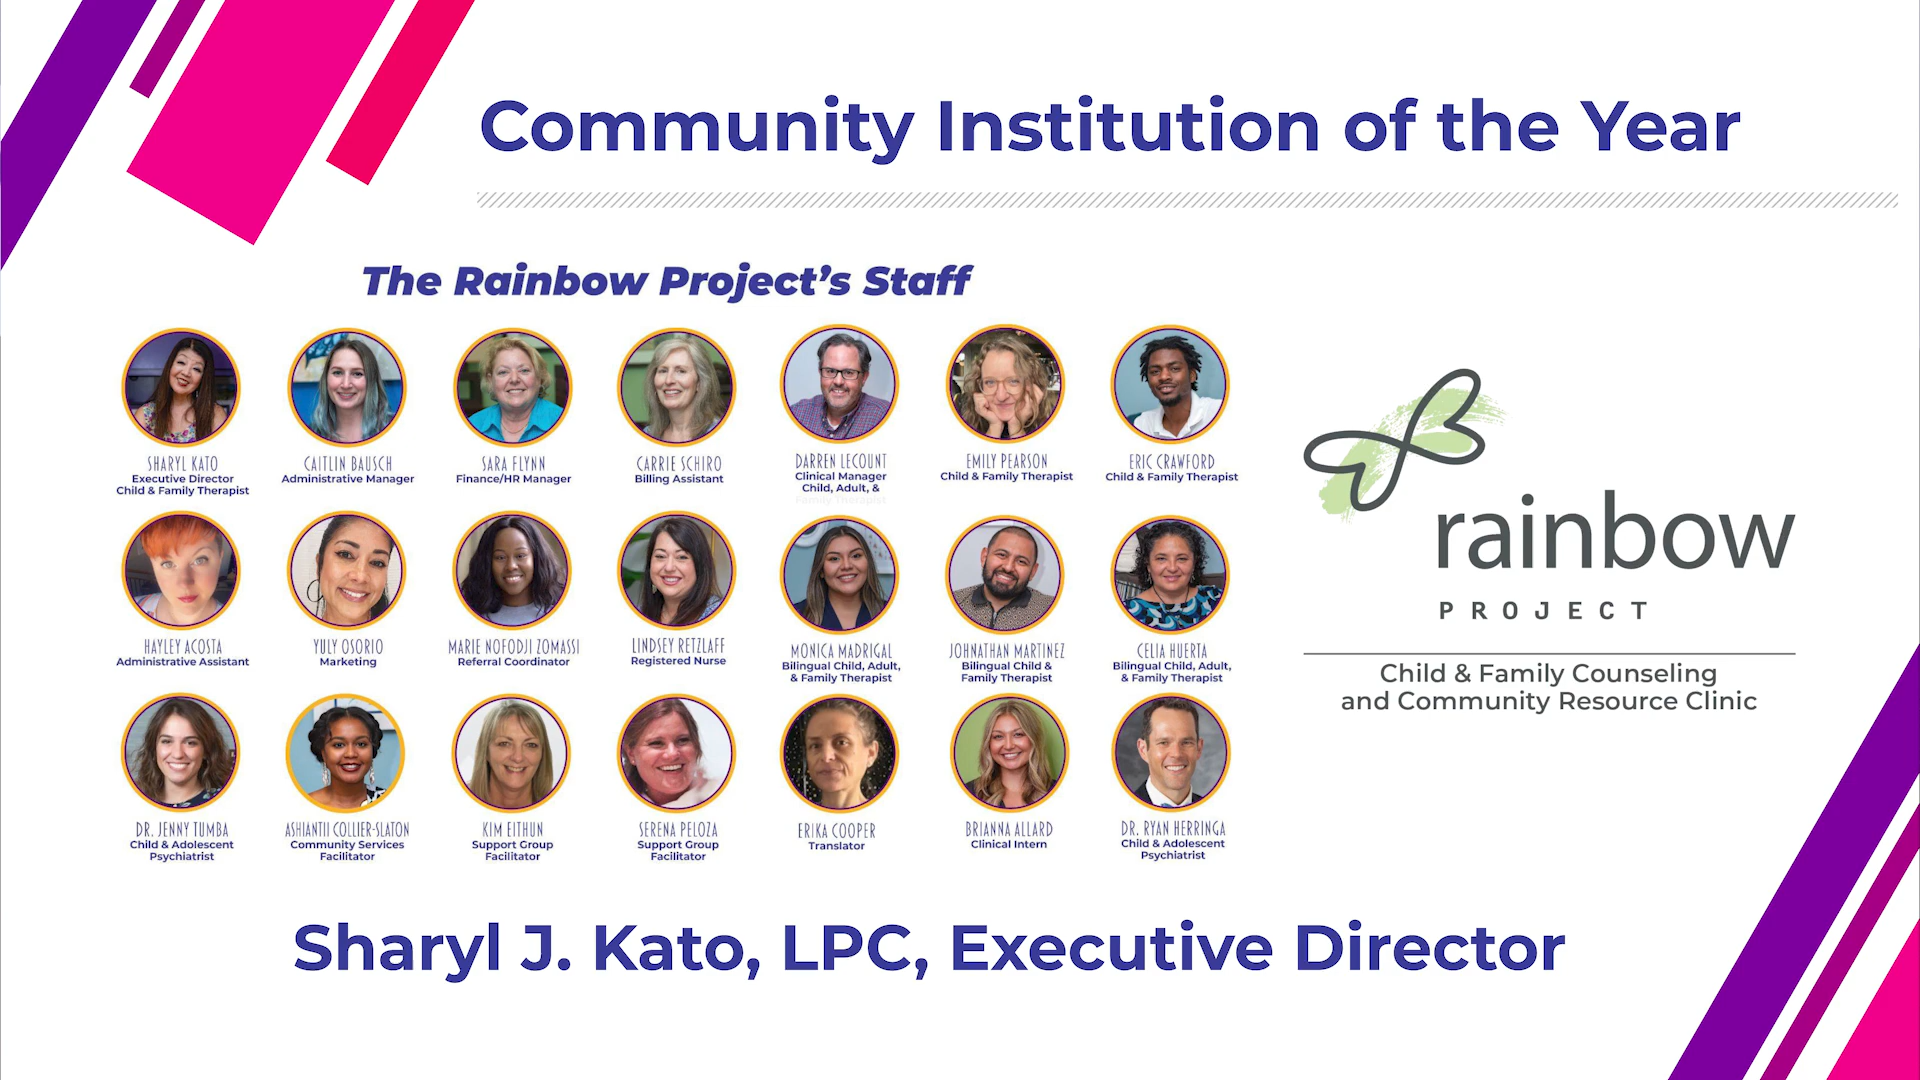 Community Institution of the Year
The Rainbow Project's Staff
SHARYL KATO
Executive Director
Child & Family Therapist
CAITLIN BAUSCH
Administrative Manager
SARA FLYNN
Finance/HR Manager
CARRIE SCHIRO
Billing Assistant
DARREN LECOUNT
Clinical Manager
Child, Adult, &
Family Therapist
EMILY PEARSON
Child & Family Therapist
ERIC CRAWFORD
Child & Family Therapist
HAYLEY ACOSTA
Administrative Assistant
YULY OSORIO
Marketing
MARIE NOFODJI ZOMASSI
Referral Coordinator
LINDSEY RETZLAFF
Registered Nurse
MONICA MADRIGAL
Bilingual Child, Adult,
& Family Therapist
JOHNATHAN MARTINEZ
Bilingual Child &
Family Therapist
CELIA HUERTA
Bilingual Child, Adult,
& Family Therapist
DR. JENNY TUMBA
Child & Adolescent
Psychiatrist
ASHIANTII COLLIER-SLATON
Community Services
Facilitator
KIM EITHUN
Support Group
Facilitator
SERENA PELOZA
Support Group
Facilitator
ERIKA COOPER
Translator
BRIANNA ALLARD
Clinical Intern
DR. RYAN HERRINGA
Child & Adolescent
Psychiatrist
rainbow
PROJECT
Child & Family Counseling
and Community Resource Clinic
Sharyl J. Kato, LPC, Executive Director